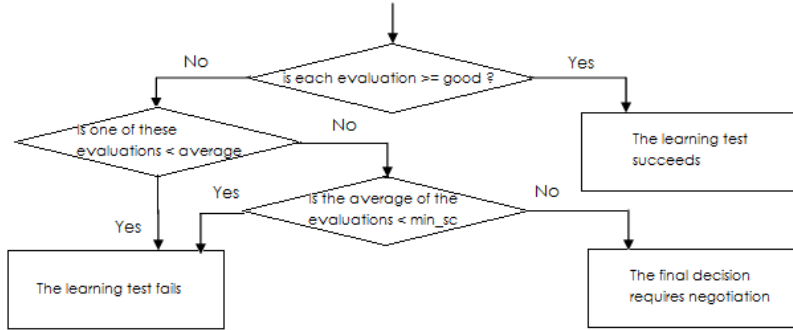 No
is each evaluation >= good ?
Yes
is one of these
evaluations < average
No
The learning test
succeeds
Yes
is the average of the
evaluations < min_sc
No
Yes
The learning test fails
The final decision
requires negotiation